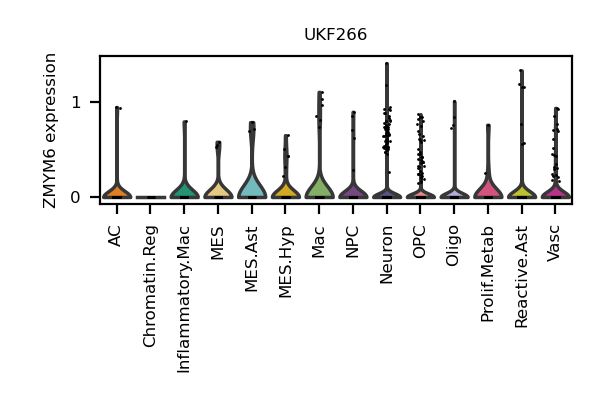 UKF266
ZMYM6 expression
1
0
AC
Chromatin.Reg
Inflammatory.Mac
MES
MES.Ast
MES.Hyp
Mac
NPC
Neuron
OPC
Oligo
Prolif.Metab
Reactive.Ast
Vasc